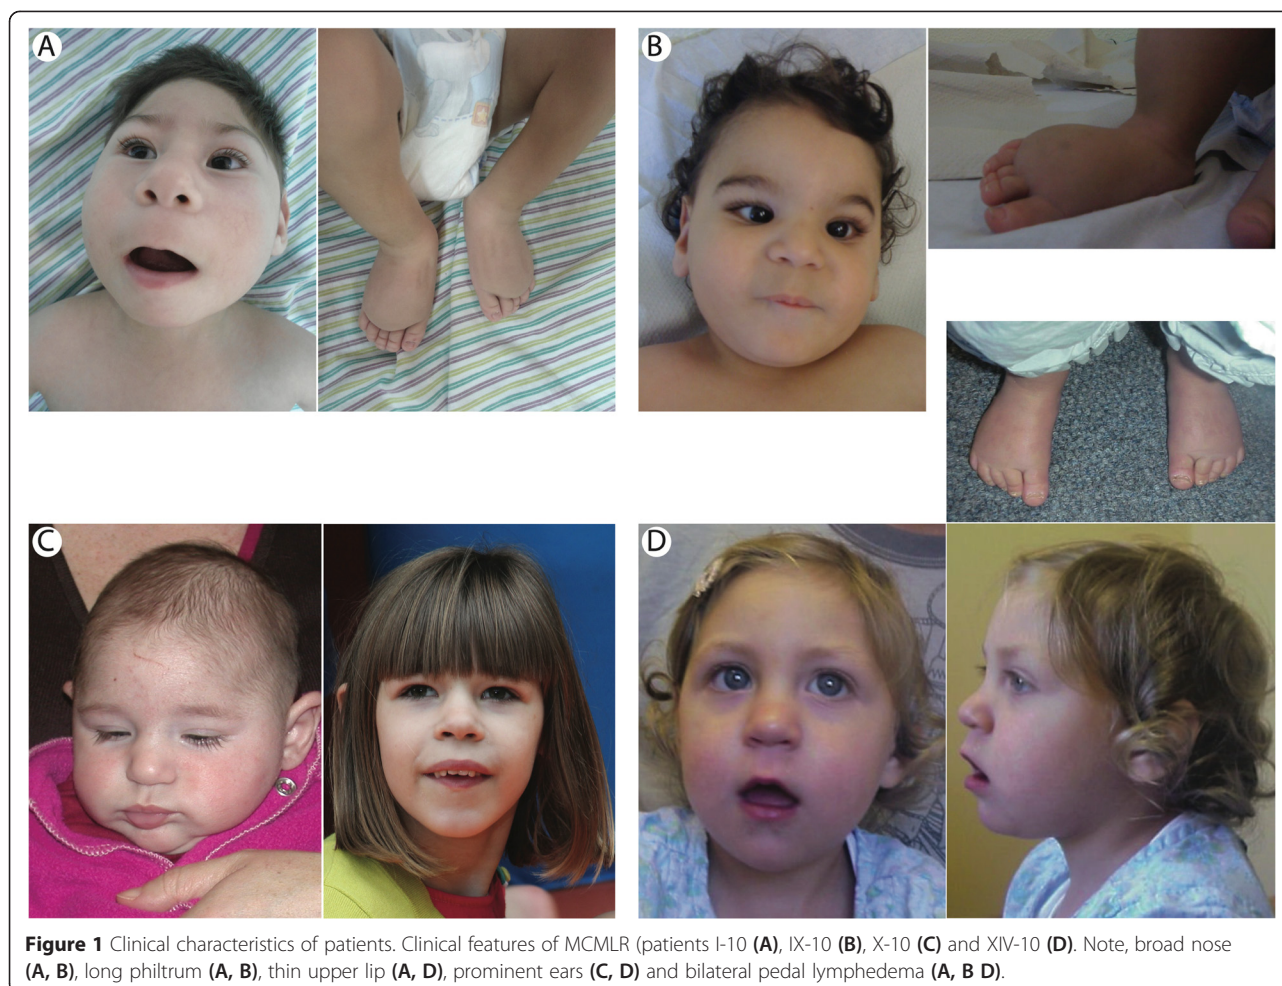 A
B
C
D
Figure 1 Clinical characteristics of patients. Clinical features of MCMLR (patients I-10 (A), IX-10 (B), X-10 (C) and XIV-10 (D). Note, broad nose
(A, B), long philtrum (A, B), thin upper lip (A, D), prominent ears (C, D) and bilateral pedal lymphedema (A, B D).